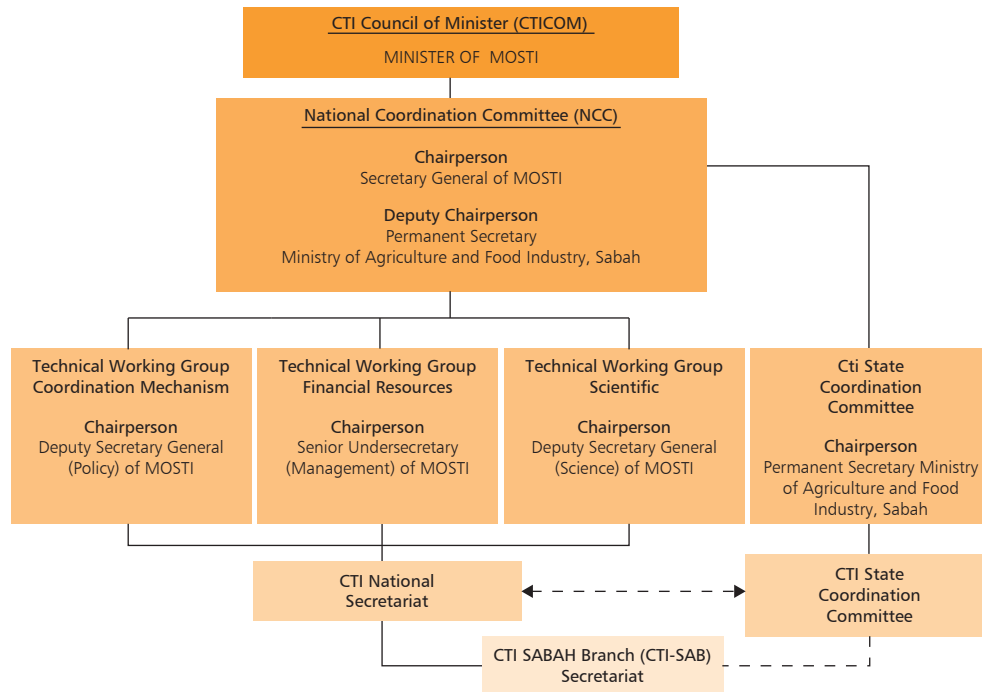 CTI Council of Minister (CTICOM)
MINISTER OF MOSTI
National Coordination Committee (NCC)
Chairperson
Secretary General of MOSTI
Deputy Chairperson
Permanent Secretary
Ministry of Agriculture and Food Industry, Sabah
Technical Working Group
Coordination Mechanism
Chairperson
Deputy Secretary General
(Policy) of MOSTI
Technical Working Group
Financial Resources
Chairperson
Senior Undersecretary
(Management) of MOSTI
Technical Working Group
Scientific
Chairperson
Deputy Secretary General
(Science) of MOSTI
Cti State
Coordination
Committee
Chairperson
Permanent Secretary Ministry
of Agriculture and Food
Industry, Sabah
CTI National
Secretariat
CTI State
Coordination
Committee
CTI SABAH Branch (CTI-SAB)
Secretariat